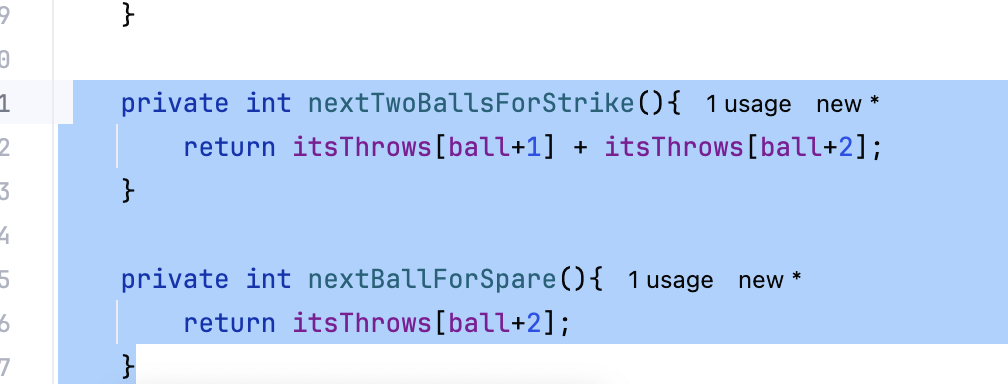 9 }
0
1 private int nextTwoBallsForStrike(){ 1 usage new *
2 return itsThrows[ball+1] + itsThrows[ball+2];
3 }
4
5 private int nextBallForSpare(){ 1 usage new *
6 return itsThrows[ball+2];
7 }